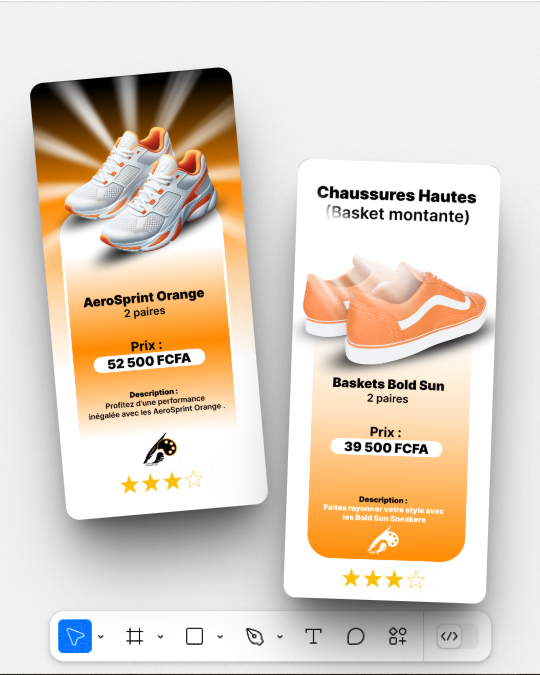 AeroSprint Orange
2 paires
Prix :
52 500 FCFA
Description :
Profitez d'une performance
inégalée avec les AeroSprint Orange .
Chaussures Hautes
(Basket montante)
Baskets Bold Sun
2 paires
Prix :
39 500 FCFA
Description :
Faites rayonner votre style avec
les Bold Sun Sneakers